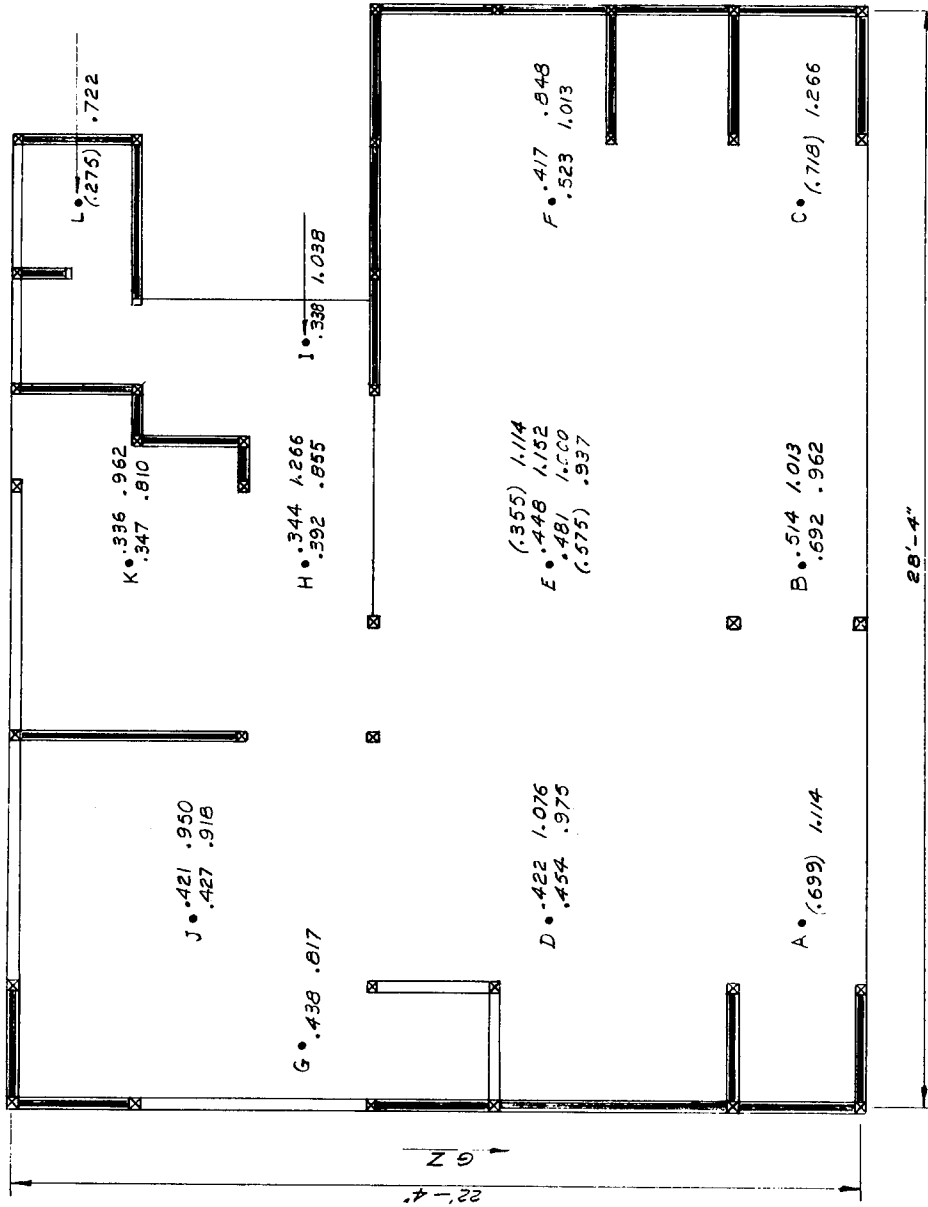 L (.275) .722
I .338 1.038
K .336 .962
.347 .810
H .344 1.266
.392 .855
J .421 .950
.427 .918
G .438 .817
F .417 .848
.523 1.013
(.355) 1.114
E .448 1.152
.481
(.575) .937
D .422 1.076
.454 .975
C (.718) 1.266
B .514 1.013
.692 .962
A (.699) 1.114
GZ
22'-4"
28'-4"